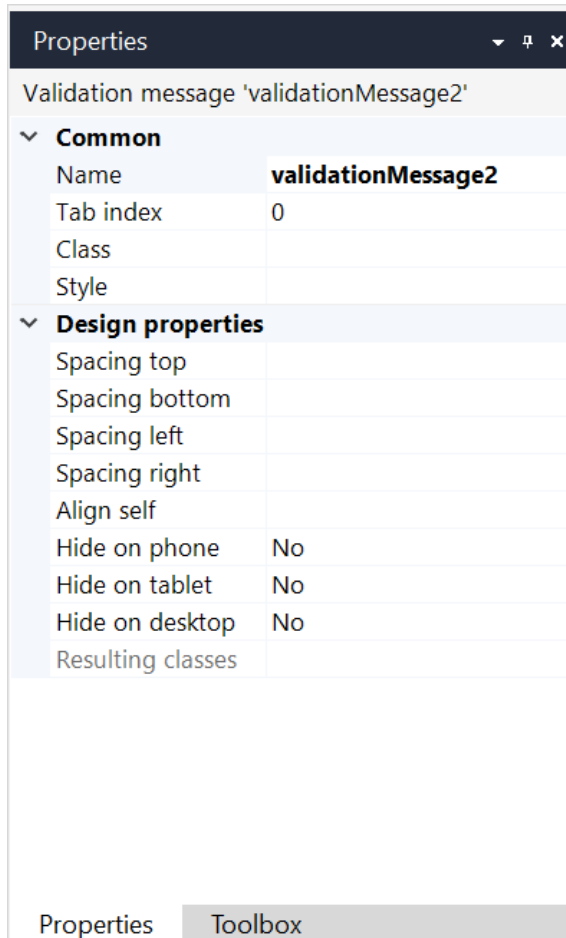 Properties
Validation message 'validationMessage2'
Common
Name validationMessage2
Tab index 0
Class
Style
Design properties
Spacing top
Spacing bottom
Spacing left
Spacing right
Align self
Hide on phone No
Hide on tablet No
Hide on desktop No
Resulting classes
Properties Toolbox